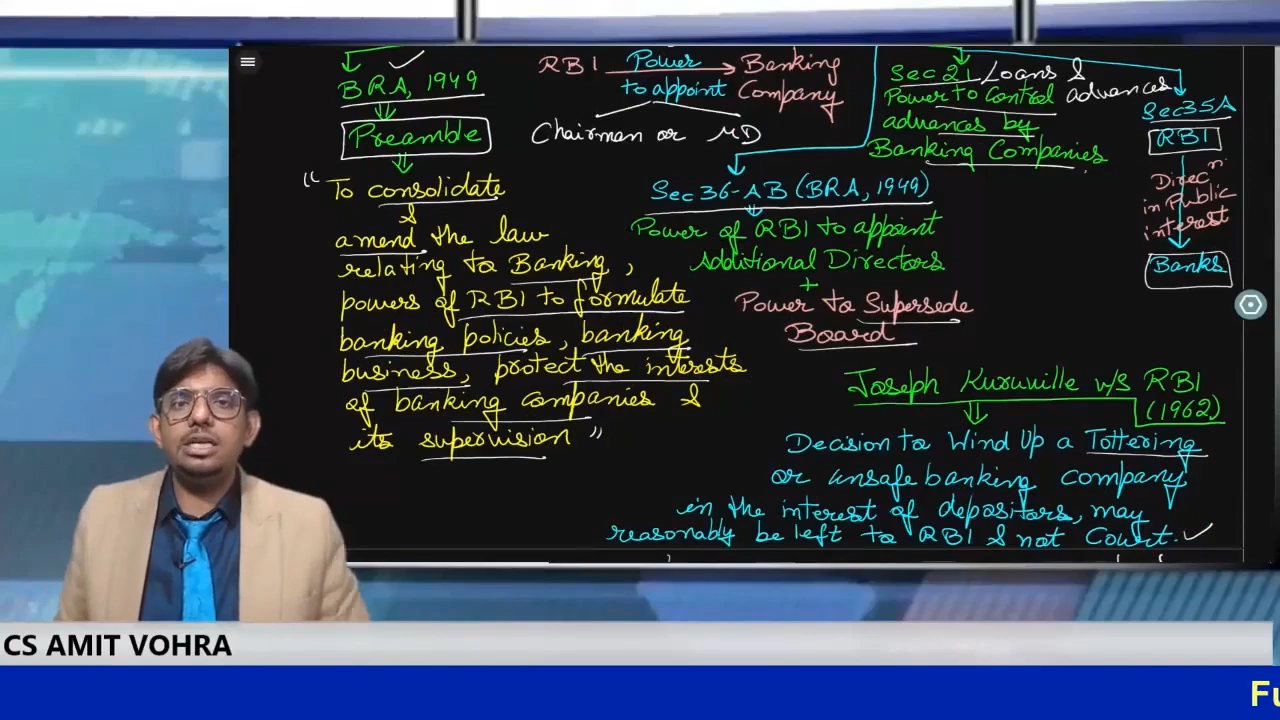 BRA, 1949
Preamble
“ To consolidate
&
amend the law
relating to Banking,
powers of RBI to formulate
banking policies, banking
business, protect the interests
of banking companies &
its supervision ”
RBI Power Banking
to appoint Company
Chairman or MD
Sec 36-AB (BRA, 1949)
Power of RBI to appoint
Additional Directors
+
Power to Supersede
Board
Sec 21 Loans &
Power to Control advances
advances by
Banking Companies
Sec 35A
RBI
Direcn
in Public
interest
Banks
Joseph Kuruville v/s RBI
(1962)
Decision to Wind Up a Tottering
or unsafe banking company
in the interest of depositors, may
reasonably be left to RBI & not Court.
CS AMIT VOHRA
Fu